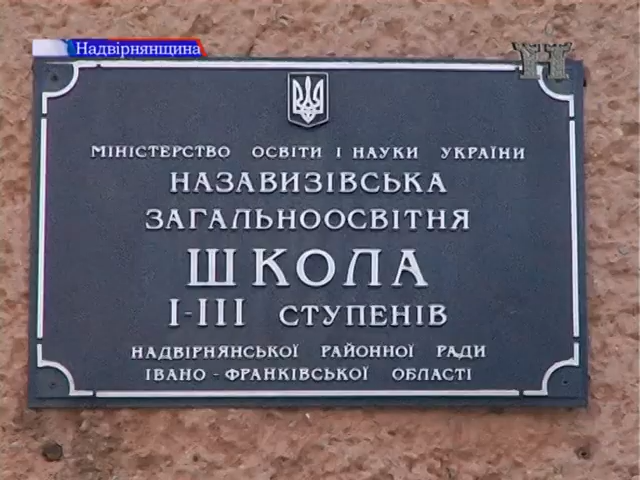 Надвірнянщина
Н
МІНІСТЕРСТВО ОСВІТИ І НАУКИ УКРАЇНИ
НАЗАВИЗІВСЬКА
ЗАГАЛЬНООСВІТНЯ
ШКОЛА
І-ІІІ СТУПЕНІВ
НАДВІРНЯНСЬКОЇ РАЙОННОЇ РАДИ
ІВАНО-ФРАНКІВСЬКОЇ ОБЛАСТІ